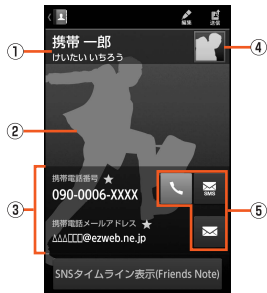 編集
送信
①
携帯 一郎
けいたい いちろう
④
②
携帯電話番号 ★
090-0006-XXXX
SMS
③
携帯電話メールアドレス ★
△△□□@ezweb.ne.jp
⑤
SNSタイムライン表示(Friends Note)